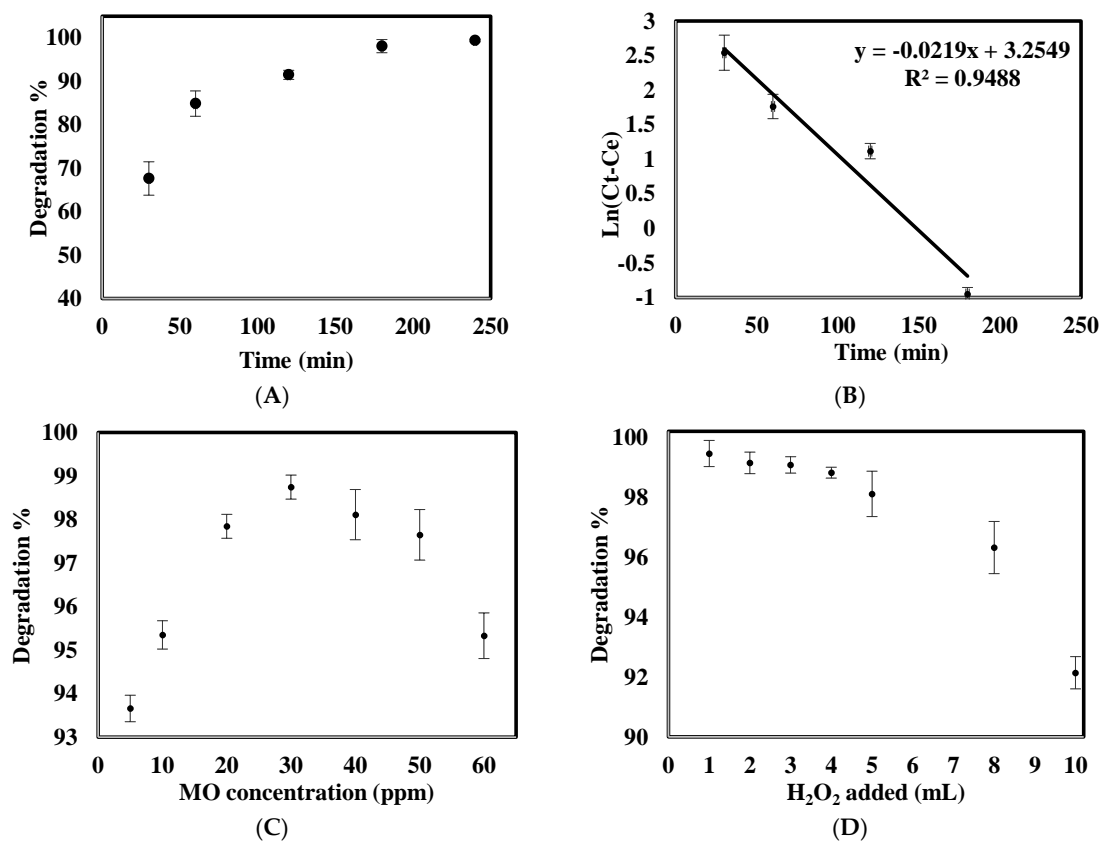 100
90
80
70
60
50
40
Degradation %
0 50 100 150 200 250
Time (min)
(A)
3
2.5
2
1.5
1
0.5
0
-0.5
-1
Ln(Ct-Ce)
y = -0.0219x + 3.2549
R² = 0.9488
0 50 100 150 200 250
Time (min)
(B)
100
99
98
97
96
95
94
93
Degradation %
0 10 20 30 40 50 60
MO concentration (ppm)
(C)
100
98
96
94
92
90
Degradation %
0 1 2 3 4 5 6 7 8 9 10
H₂O₂ added (mL)
(D)